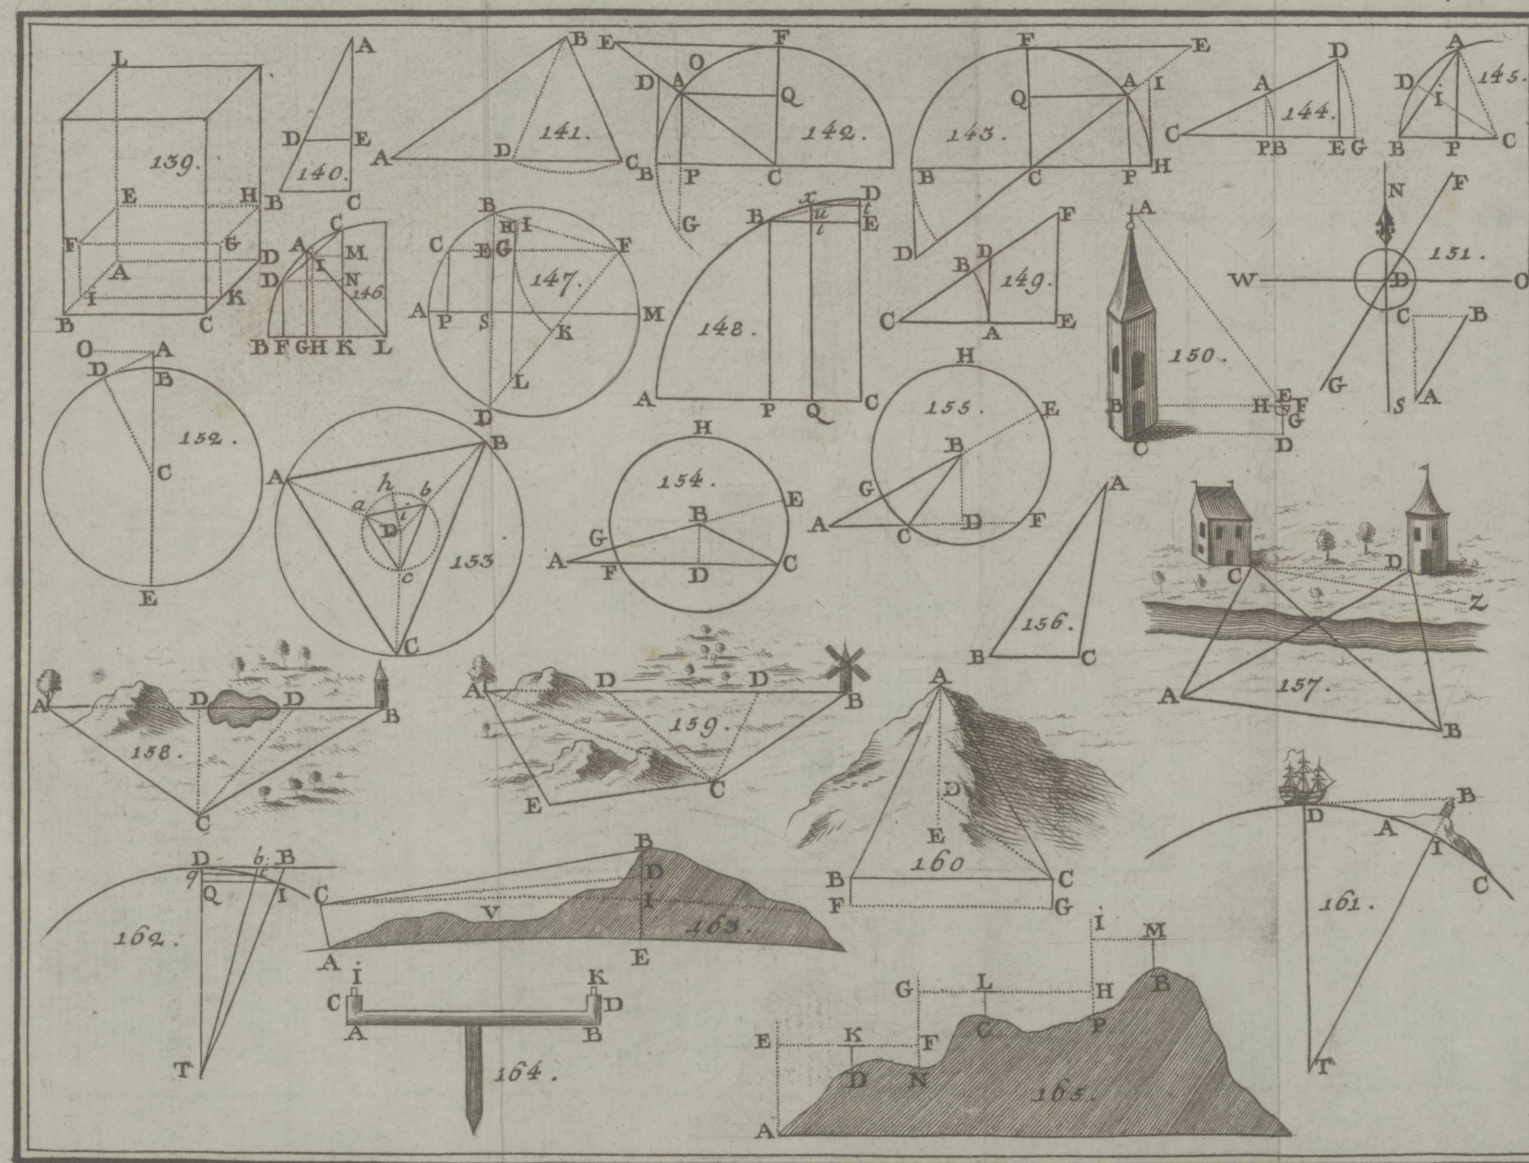 L
139.
E
H
F
G
A
D
I
K
B
C
A
D
E
140.
B
C
B
141.
A
D
C
E
F
O
D
A
Q
142.
B
P
C
G
F
E
A
I
Q
143.
B
C
P
H
D
D
A
144.
C
P B
E G
A
145.
D
i
B
P
C
C
A
I
M
D
N
146.
B F G H K L
B
R I
C
E G
F
147.
A P
S
M
K
L
D
x D
B
u t
i E
148.
A
P
Q
C
F
D
B
149.
C
A
E
A
150.
E
B
H N F
G
C
D
N
F
151.
W
D
O
C
B
G
S
A
O
A
D
B
152.
C
E
B
A
h
b
a
i
D
153
c
C
H
154.
E
G
B
A
F
D
C
H
155.
E
B
G
A
C
D
F
A
156.
B
C
C
D
Z
A
157.
B
A
D
D
B
158.
C
A
D
D
B
159.
C
E
A
D
E
160
B
C
F
G
D
B
A
I
C
161.
T
D
b
B
q
Q
I
162.
T
B
D
C
V
I
163.
A
E
İ
K
C
D
A
B
164.
İ
M
G
L
H
B
E
K
F
C
P
D
N
165.
A